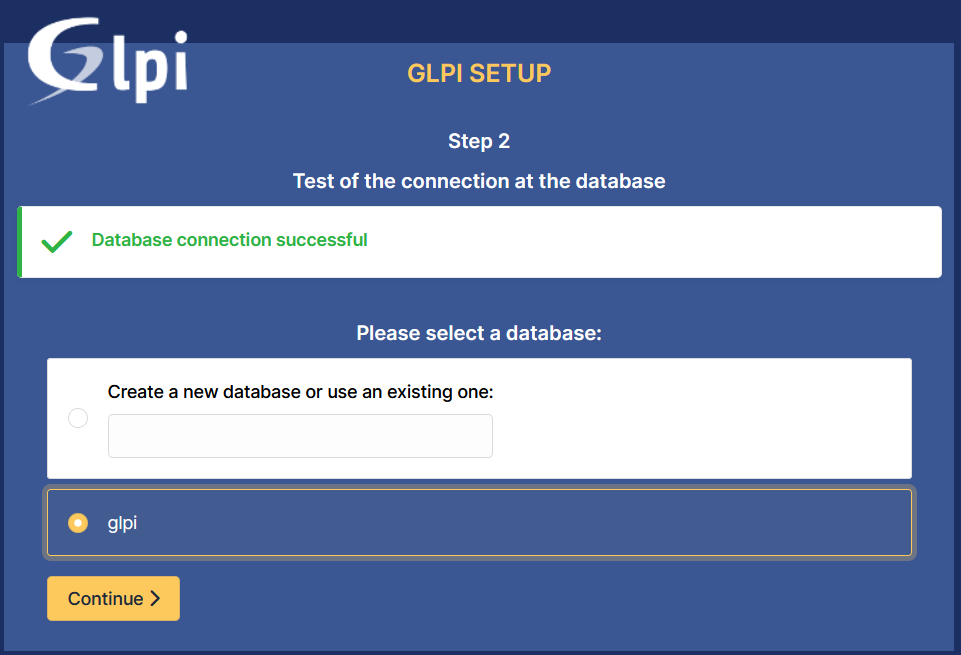 Glpi
GLPI SETUP
Step 2
Test of the connection at the database
Database connection successful
Please select a database:
Create a new database or use an existing one:
glpi
Continue